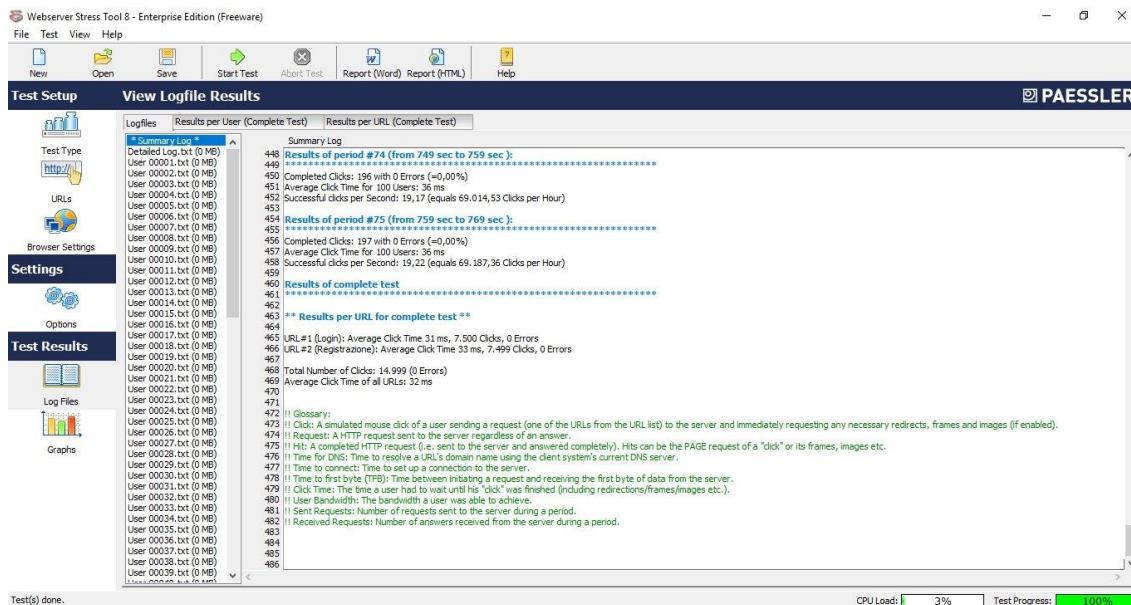 Webserver Stress Tool 8 - Enterprise Edition (Freeware)
File Test View Help
New Open Save Start Test Abort Test Report (Word) Report (HTML) Help
Test Setup
View Logfile Results
PAESSLER
Logfiles Results per User (Complete Test) Results per URL (Complete Test)
Test Type
http://
URLs
Browser Settings
Settings
Options
Test Results
Log Files
Graphs
* Summary Log *
Detailed Log.txt (0 MB)
User 00001.txt (0 MB)
User 00002.txt (0 MB)
User 00003.txt (0 MB)
User 00004.txt (0 MB)
User 00005.txt (0 MB)
User 00006.txt (0 MB)
User 00007.txt (0 MB)
User 00008.txt (0 MB)
User 00009.txt (0 MB)
User 00010.txt (0 MB)
User 00011.txt (0 MB)
User 00012.txt (0 MB)
User 00013.txt (0 MB)
User 00014.txt (0 MB)
User 00015.txt (0 MB)
User 00016.txt (0 MB)
User 00017.txt (0 MB)
User 00018.txt (0 MB)
User 00019.txt (0 MB)
User 00020.txt (0 MB)
User 00021.txt (0 MB)
User 00022.txt (0 MB)
User 00023.txt (0 MB)
User 00024.txt (0 MB)
User 00025.txt (0 MB)
User 00026.txt (0 MB)
User 00027.txt (0 MB)
User 00028.txt (0 MB)
User 00029.txt (0 MB)
User 00030.txt (0 MB)
User 00031.txt (0 MB)
User 00032.txt (0 MB)
User 00033.txt (0 MB)
User 00034.txt (0 MB)
User 00035.txt (0 MB)
User 00036.txt (0 MB)
User 00037.txt (0 MB)
User 00038.txt (0 MB)
User 00039.txt (0 MB)
Summary Log
448 Results of period #74 (from 749 sec to 759 sec ):
449 ************************************************************
450 Completed Clicks: 196 with 0 Errors (=0,00%)
451 Average Click Time for 100 Users: 36 ms
452 Successful clicks per Second: 19,17 (equals 69.014,53 Clicks per Hour)
453
454 Results of period #75 (from 759 sec to 769 sec ):
455 ************************************************************
456 Completed Clicks: 197 with 0 Errors (=0,00%)
457 Average Click Time for 100 Users: 36 ms
458 Successful clicks per Second: 19,22 (equals 69.187,36 Clicks per Hour)
459
460 Results of complete test
461 ************************************************************
462
463 ** Results per URL for complete test **
464
465 URL#1 (Login): Average Click Time 31 ms, 7.500 Clicks, 0 Errors
466 URL#2 (Registrazione): Average Click Time 33 ms, 7.499 Clicks, 0 Errors
467
468 Total Number of Clicks: 14.999 (0 Errors)
469 Average Click Time of all URLs: 32 ms
470
471
472 !! Glossary:
473 !! Click: A simulated mouse click of a user sending a request (one of the URLs from the URL list) to the server and immediately requesting any necessary redirects, frames and images (if enabled).
474 !! Request: A HTTP request sent to the server regardless of an answer.
475 !! Hit: A completed HTTP request (i.e. sent to the server and answered completely). Hits can be the PAGE request of a "click" or its frames, images etc.
476 !! Time for DNS: Time to resolve a URL's domain name using the client system's current DNS server.
477 !! Time to connect: Time to set up a connection to the server.
478 !! Time to first byte (TFB): Time between initiating a request and receiving the first byte of data from the server.
479 !! Click Time: The time a user had to wait until his "click" was finished (including redirections/frames/images etc.).
480 !! User Bandwidth: The bandwidth a user was able to achieve.
481 !! Sent Requests: Number of requests sent to the server during a period.
482 !! Received Requests: Number of answers received from the server during a period.
483
484
485
486
Test(s) done.
CPU Load: 3% Test Progress: 100%